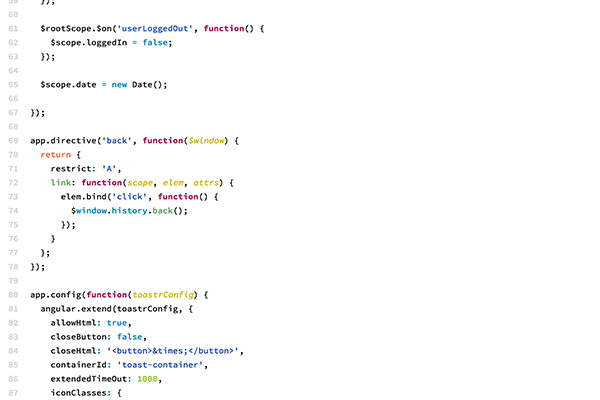 59 });
60
61 $rootScope.$on('userLoggedOut', function() {
62 $scope.loggedIn = false;
63 });
64
65 $scope.date = new Date();
66
67 });
68
69 app.directive('back', function($window) {
70 return {
71 restrict: 'A',
72 link: function(scope, elem, attrs) {
73 elem.bind('click', function() {
74 $window.history.back();
75 });
76 }
77 };
78 });
79
80 app.config(function(toastrConfig) {
81 angular.extend(toastrConfig, {
82 allowHtml: true,
83 closeButton: false,
84 closeHtml: '<button>&times;</button>',
85 containerId: 'toast-container',
86 extendedTimeOut: 1000,
87 iconClasses: {